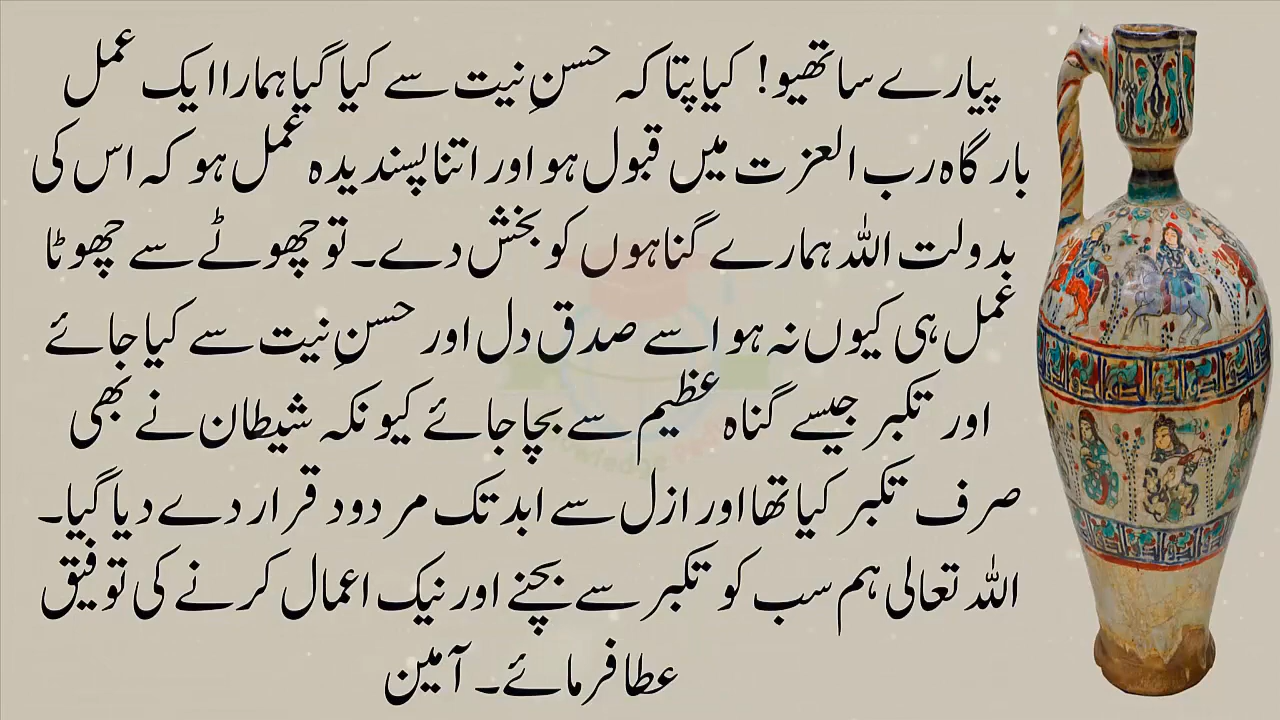 پیارے ساتھیو! کیا پتا کہ حسنِ نیت سے کیا گیا ہمارا ایک عمل
بارگاہ رب العزت میں قبول ہو اور اتنا پسندیدہ عمل ہو کہ اس کی
بدولت اللہ ہمارے گناہوں کو بخش دے۔ تو چھوٹے سے چھوٹا
عمل ہی کیوں نہ ہو اسے صدق دل اور حسنِ نیت سے کیا جائے
اور تکبر جیسے گناہ عظیم سے بچا جائے کیونکہ شیطان نے بھی
صرف تکبر کیا تھا اور ازل سے ابد تک مردود قرار دے دیا گیا۔
اللہ تعالی ہم سب کو تکبر سے بچنے اور نیک اعمال کرنے کی توفیق
عطا فرمائے۔ آمین